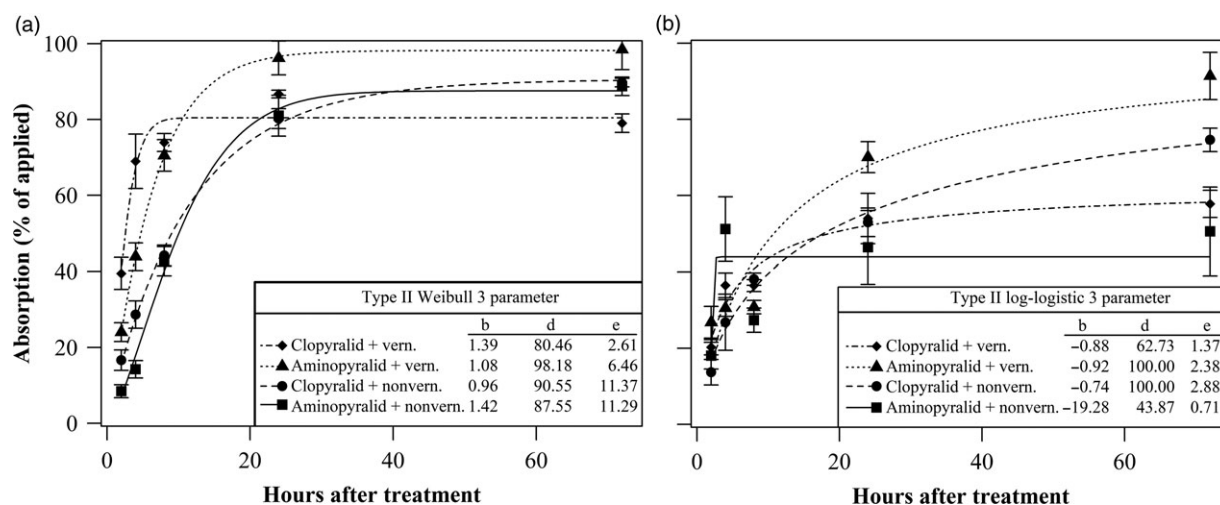 (a)
(b)
Absorption (% of applied)
100
80
60
40
20
0
Type II Weibull 3 parameter
b d e
Clopyralid + vern. 1.39 80.46 2.61
Aminopyralid + vern. 1.08 98.18 6.46
Clopyralid + nonvern. 0.96 90.55 11.37
Aminopyralid + nonvern. 1.42 87.55 11.29
0 20 40 60
Hours after treatment
Type II log-logistic 3 parameter
b d e
Clopyralid + vern. −0.88 62.73 1.37
Aminopyralid + vern. −0.92 100.00 2.38
Clopyralid + nonvern. −0.74 100.00 2.88
Aminopyralid + nonvern. −19.28 43.87 0.71
0 20 40 60
Hours after treatment